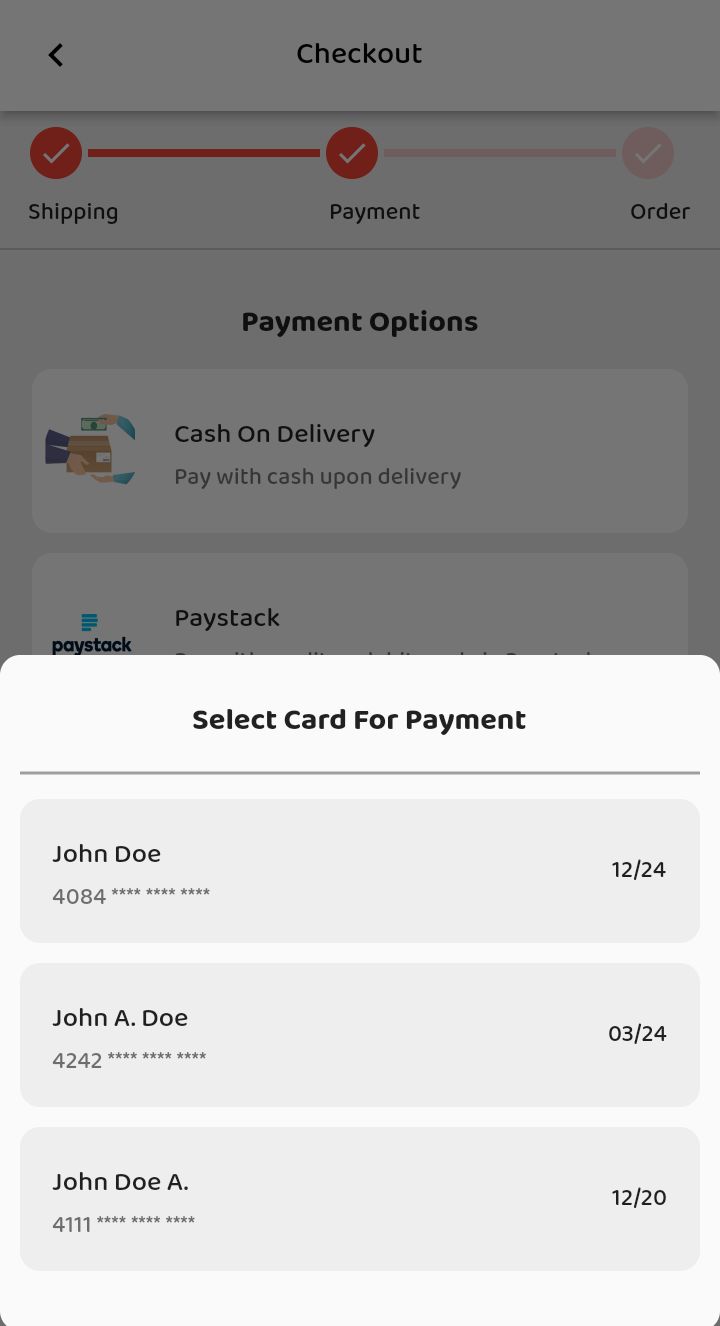 Checkout
Shipping
Payment
Order
Payment Options
Cash On Delivery
Pay with cash upon delivery
Paystack
paystack
Select Card For Payment
John Doe
4084 **** **** ****
12/24
John A. Doe
4242 **** **** ****
03/24
John Doe A.
4111 **** **** ****
12/20